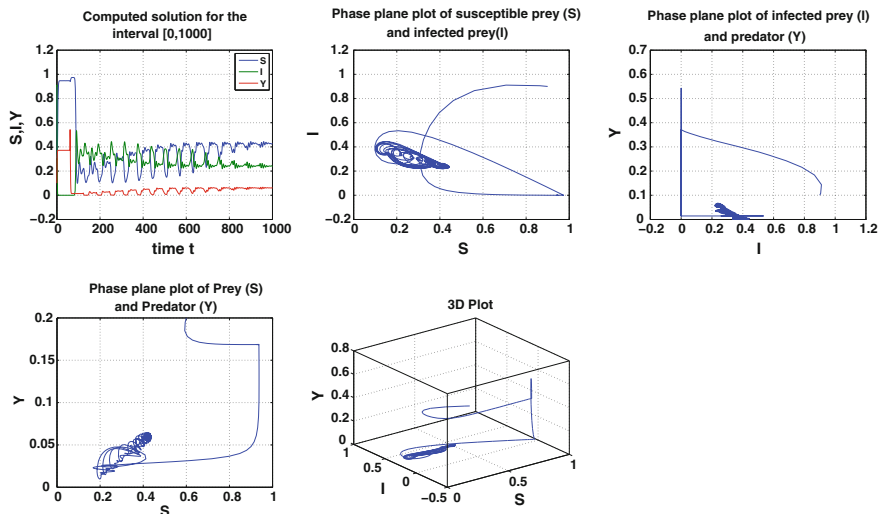 Computed solution for the
interval [0,1000]
1.2
1
0.8
0.6
0.4
0.2
0
−0.2
S,I,Y
S
I
Y
0 200 400 600 800 1000
time t
Phase plane plot of susceptible prey (S)
and infected prey(I)
1.2
1
0.8
0.6
0.4
0.2
0
−0.2
I
0 0.2 0.4 0.6 0.8 1
S
Phase plane plot of infected prey (I)
and predator (Y)
0.7
0.6
0.5
0.4
0.3
0.2
0.1
0
Y
−0.2 0 0.2 0.4 0.6 0.8 1 1.2
I
Phase plane plot of Prey (S)
and Predator (Y)
0.2
0.15
0.1
0.05
0
Y
0 0.2 0.4 0.6 0.8 1
S
3D Plot
0.8
0.6
0.4
0.2
0
Y
1
0.5
0
−0.5
I
0
0.5
1
S